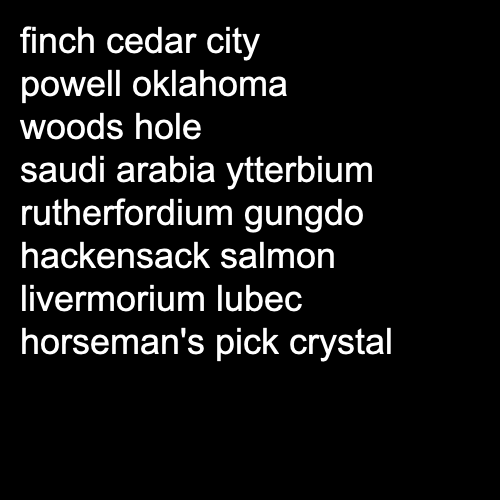 finch cedar city
powell oklahoma
woods hole
saudi arabia ytterbium
rutherfordium gungdo
hackensack salmon
livermorium lubec
horseman's pick crystal